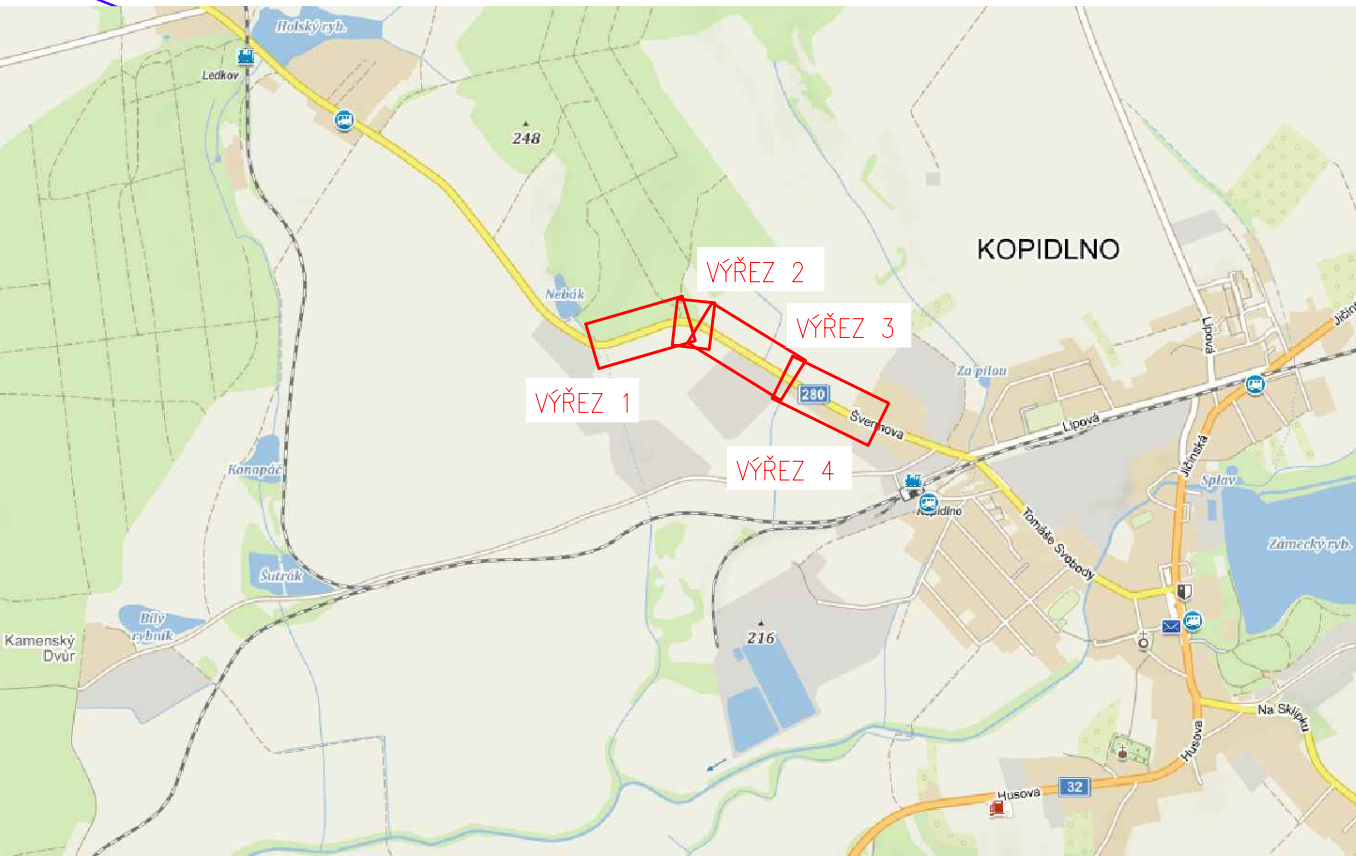 Holský ryb.
Ledkov
248
KOPIDLNO
VÝŘEZ 2
Nebák
VÝŘEZ 3
Lipová
Jičínská
Za pilou
280
VÝŘEZ 1
Švermova
Lipová
Jičínská
VÝŘEZ 4
Konopáč
Splav
Kopidlno
Tomáše Svobody
Zámecký ryb.
Šutrák
Bílý
rybník
216
Kamenský
Dvůr
Na Sklípku
Husova
Husova
32